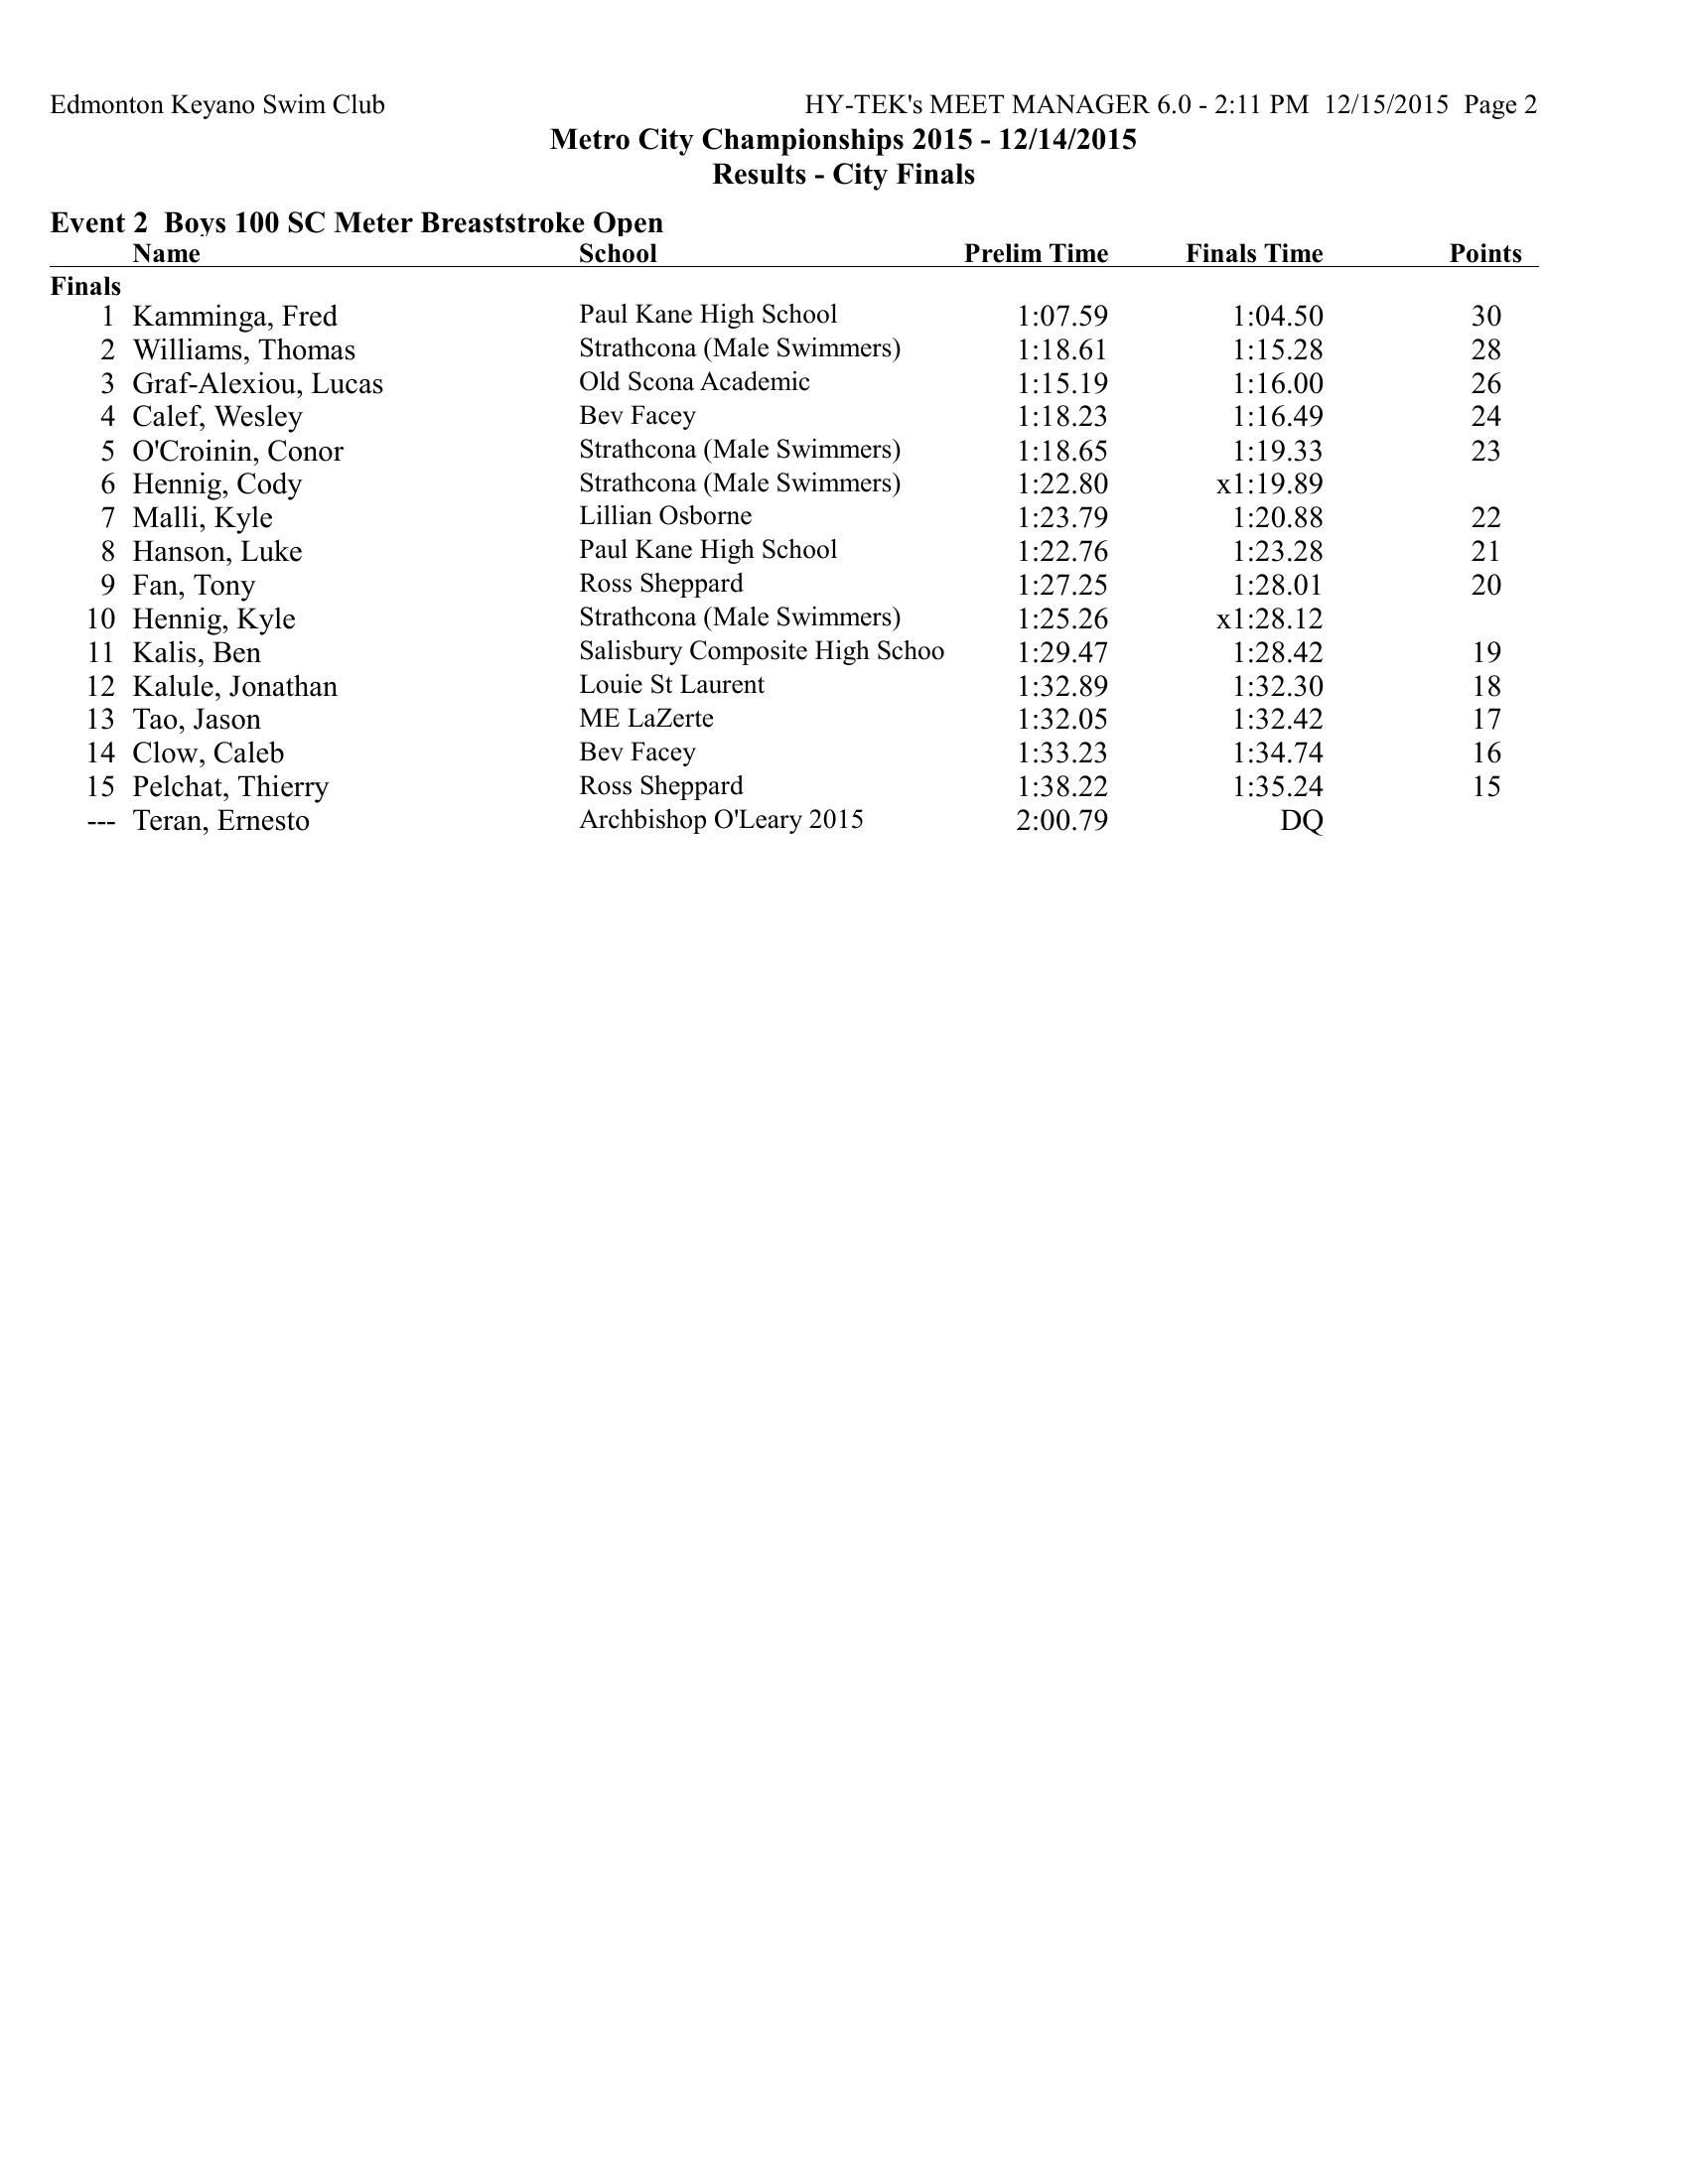 Edmonton Keyano Swim Club HY-TEK's MEET MANAGER 6.0 - 2:11 PM 12/15/2015 Page 2
Metro City Championships 2015 - 12/14/2015
Results - City Finals
Event 2 Boys 100 SC Meter Breaststroke Open
Name School Prelim Time Finals Time Points
Finals
1 Kamminga, Fred Paul Kane High School 1:07.59 1:04.50 30
2 Williams, Thomas Strathcona (Male Swimmers) 1:18.61 1:15.28 28
3 Graf-Alexiou, Lucas Old Scona Academic 1:15.19 1:16.00 26
4 Calef, Wesley Bev Facey 1:18.23 1:16.49 24
5 O'Croinin, Conor Strathcona (Male Swimmers) 1:18.65 1:19.33 23
6 Hennig, Cody Strathcona (Male Swimmers) 1:22.80 x1:19.89
7 Malli, Kyle Lillian Osborne 1:23.79 1:20.88 22
8 Hanson, Luke Paul Kane High School 1:22.76 1:23.28 21
9 Fan, Tony Ross Sheppard 1:27.25 1:28.01 20
10 Hennig, Kyle Strathcona (Male Swimmers) 1:25.26 x1:28.12
11 Kalis, Ben Salisbury Composite High Schoo 1:29.47 1:28.42 19
12 Kalule, Jonathan Louie St Laurent 1:32.89 1:32.30 18
13 Tao, Jason ME LaZerte 1:32.05 1:32.42 17
14 Clow, Caleb Bev Facey 1:33.23 1:34.74 16
15 Pelchat, Thierry Ross Sheppard 1:38.22 1:35.24 15
--- Teran, Ernesto Archbishop O'Leary 2015 2:00.79 DQ